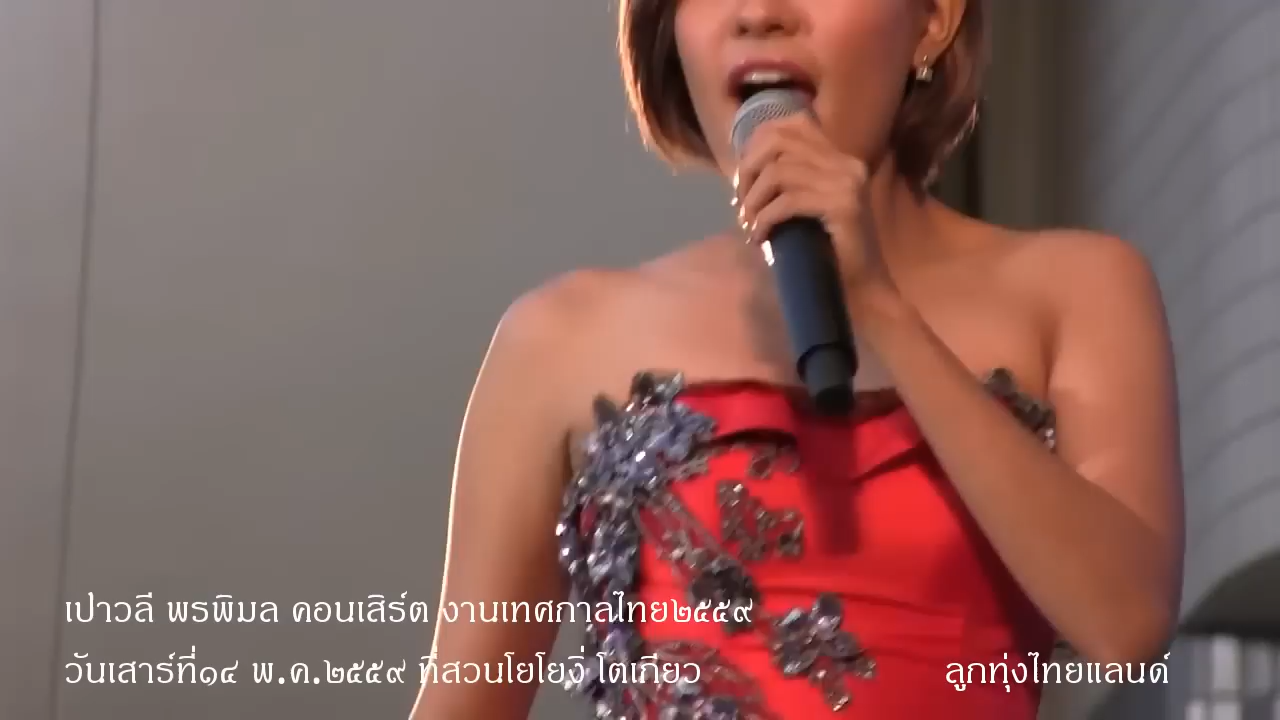 เปาวลี พรพิมล คอนเสิร์ต งานเทศกาลไทย๒๕๕๙
วันเสาร์ที่๑๔ พ.ค.๒๕๕๙ ที่สวนโยโยงี่ โตเกียว
ลูกทุ่งไทยแลนด์